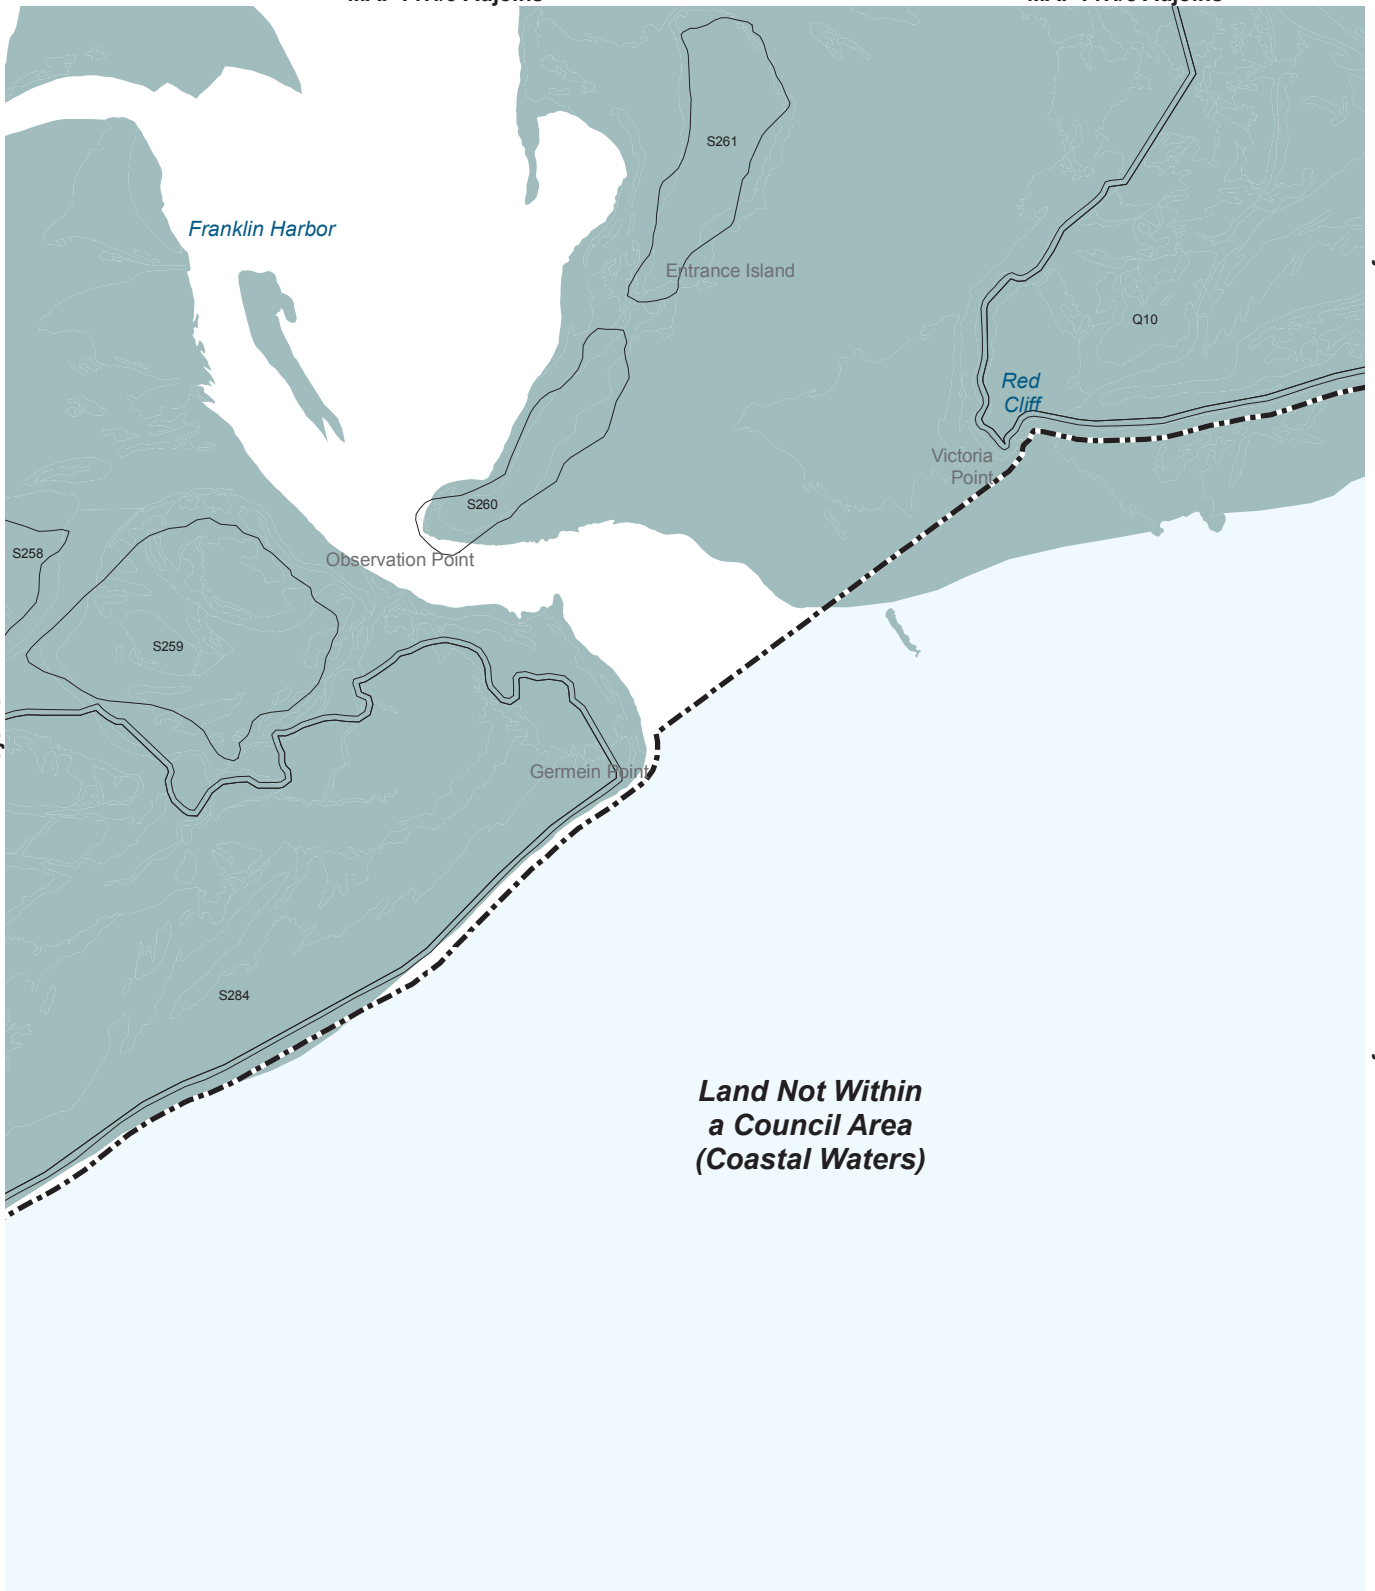 S261
Franklin Harbor
Entrance Island
Q10
Red
Cliff
Victoria
Point
S260
S258
Observation Point
S259
Germein Point
S284
Land Not Within
a Council Area
(Coastal Waters)